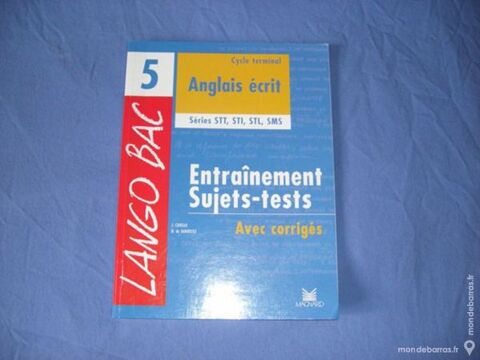 5
Cycle terminal
Anglais écrit
Séries STT, STI, STL, SMS
LANGO BAC
Entraînement
Sujets-tests
Avec corrigés
MAGNARD
mondebarras.fr